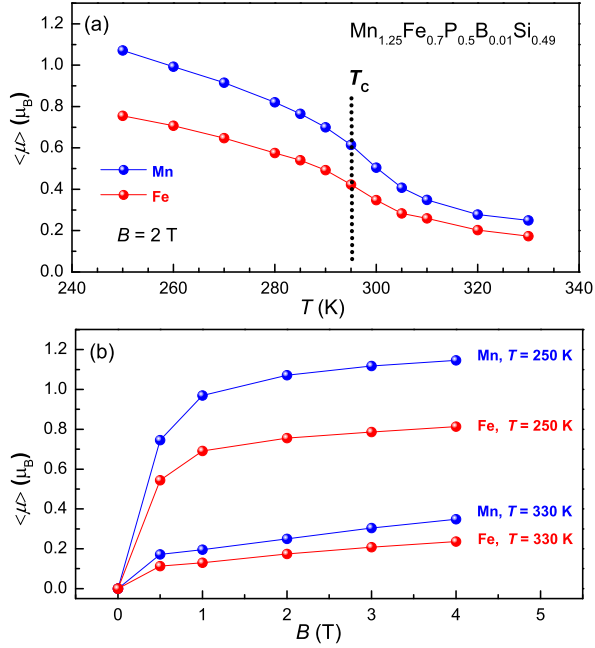 (a)
Mn1.25Fe0.7P0.5B0.01Si0.49
TC
<μ> (μB)
1.2
1.0
0.8
0.6
0.4
0.2
0.0
Mn
Fe
B = 2 T
240 260 280 300 320 340
T (K)
(b)
<μ> (μB)
1.2
1.0
0.8
0.6
0.4
0.2
0.0
Mn, T = 250 K
Fe, T = 250 K
Mn, T = 330 K
Fe, T = 330 K
0 1 2 3 4 5
B (T)